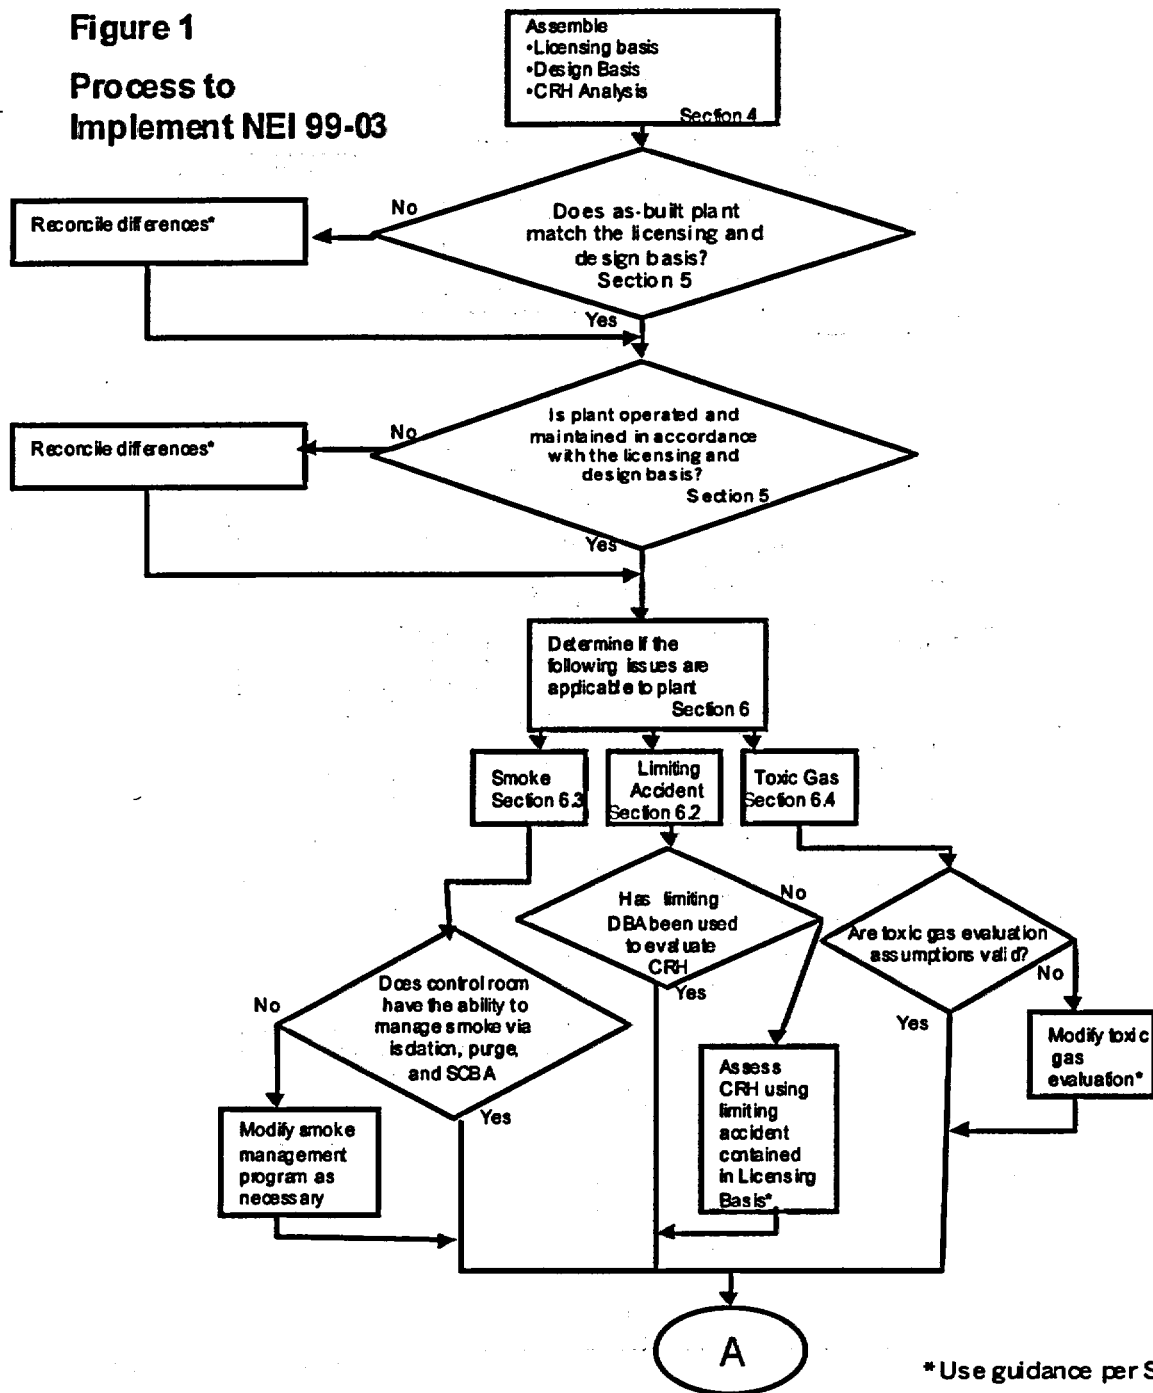 Figure 1
Process to
Implement NEI 99-03
Assemble
•Licensing basis
•Design Basis
•CRH Analysis
Section 4
Does as-built plant
match the licensing and
design basis?
Section 5
No
Reconcile differences*
Yes
Is plant operated and
maintained in accordance
with the licensing and
design basis?
Section 5
No
Reconcile differences*
Yes
Determine if the
following issues are
applicable to plant
Section 6
Smoke
Section 6.3
Limiting
Accident
Section 6.2
Toxic Gas
Section 6.4
Does control room
have the ability to
manage smoke via
isolation, purge,
and SCBA
No
Yes
Modify smoke
management
program as
necessary
Has limiting
DBA been used
to evaluate
CRH
No
Yes
Assess
CRH using
limiting
accident
contained
in Licensing
Basis*
Are toxic gas evaluation
assumptions valid?
No
Yes
Modify toxic
gas
evaluation*
A
*Use guidance per S